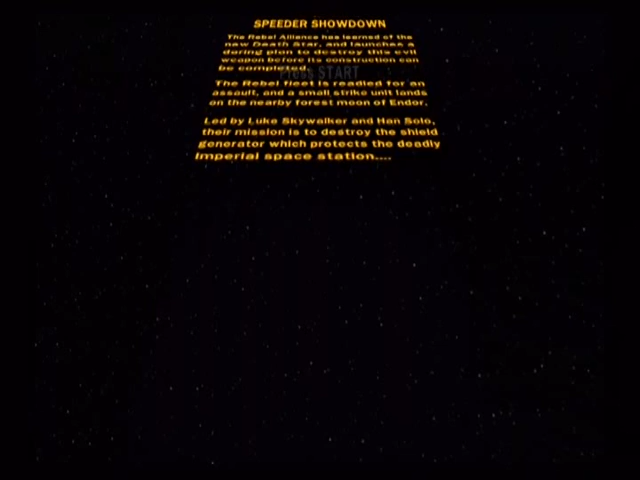 SPEEDER SHOWDOWN
The Rebel Alliance has learned of the
new Death Star, and launches a
daring plan to destroy this evil
weapon before its construction can
be completed.
Press START
The Rebel fleet is readied for an
assault, and a small strike unit lands
on the nearby forest moon of Endor.
Led by Luke Skywalker and Han Solo,
their mission is to destroy the shield
generator which protects the deadly
Imperial space station....